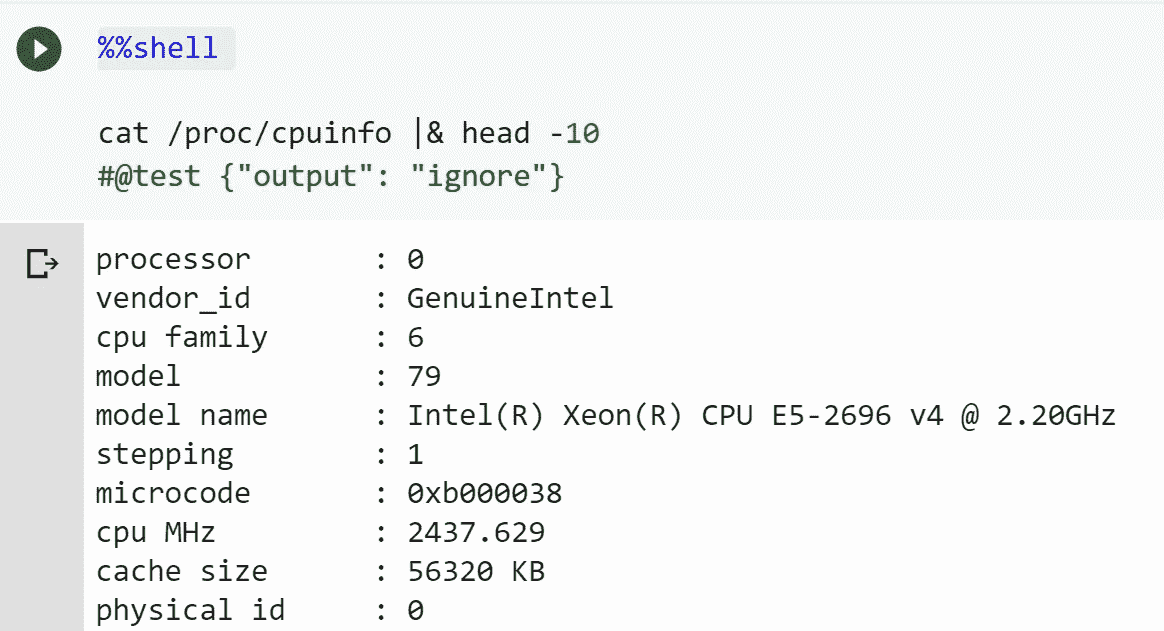 %%shell
cat /proc/cpuinfo |& head -10
#@test {"output": "ignore"}
processor : 0
vendor_id : GenuineIntel
cpu family : 6
model : 79
model name : Intel(R) Xeon(R) CPU E5-2696 v4 @ 2.20GHz
stepping : 1
microcode : 0xb000038
cpu MHz : 2437.629
cache size : 56320 KB
physical id : 0